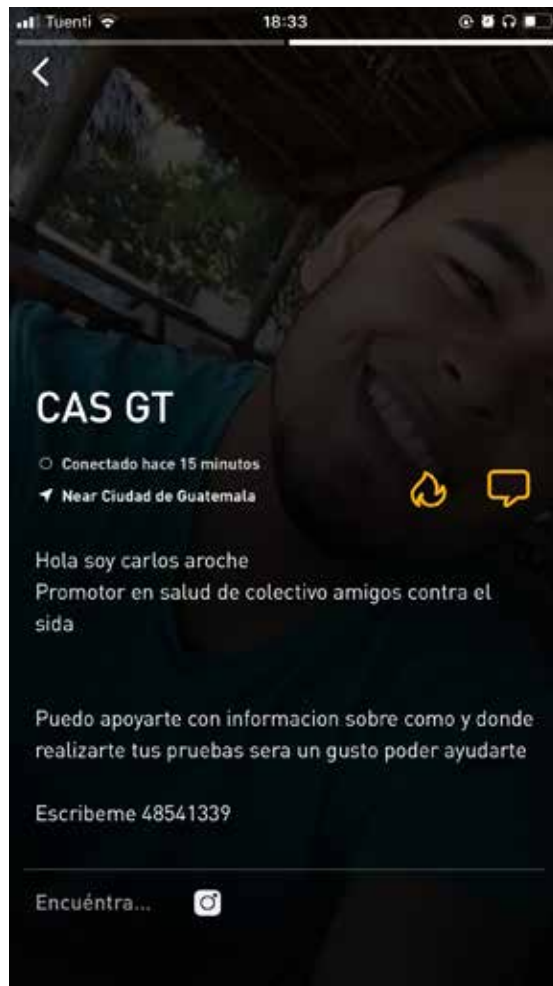 Tuenti 18:33
CAS GT
Conectado hace 15 minutos
Near Ciudad de Guatemala
Hola soy carlos aroche
Promotor en salud de colectivo amigos contra el
sida
Puedo apoyarte con informacion sobre como y donde
realizarte tus pruebas sera un gusto poder ayudarte
Escribeme 48541339
Encuéntra...